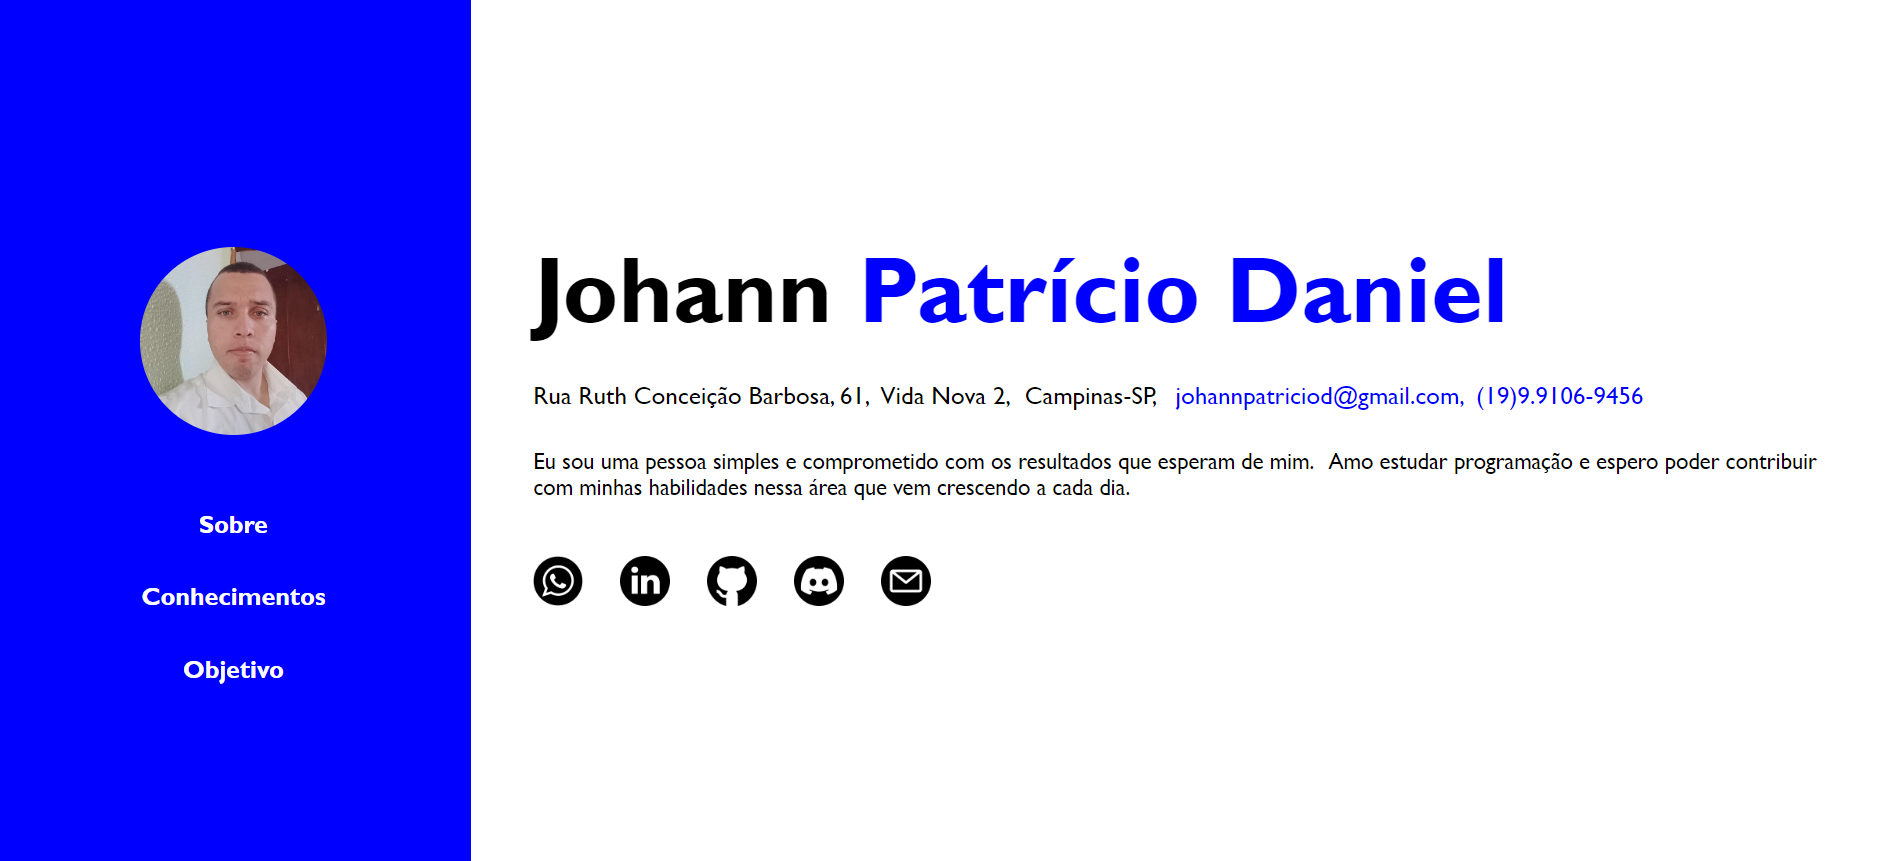 Sobre
Conhecimentos
Objetivo
Johann Patrício Daniel
Rua Ruth Conceição Barbosa, 61, Vida Nova 2, Campinas-SP, johannpatriciod@gmail.com, (19)9.9106-9456
Eu sou uma pessoa simples e comprometido com os resultados que esperam de mim. Amo estudar programação e espero poder contribuir
com minhas habilidades nessa área que vem crescendo a cada dia.
in